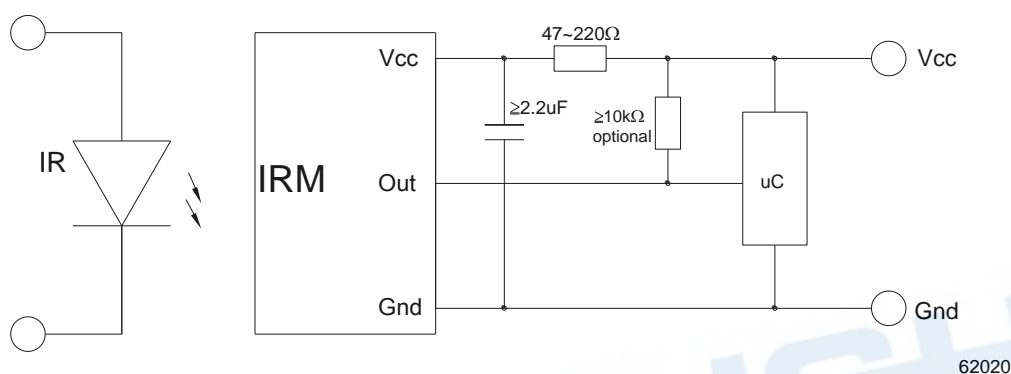 47~220Ω
Vcc
Vcc
≥2.2uF
≥10kΩ
optional
IR
IRM
Out
uC
Gnd
Gnd
62020